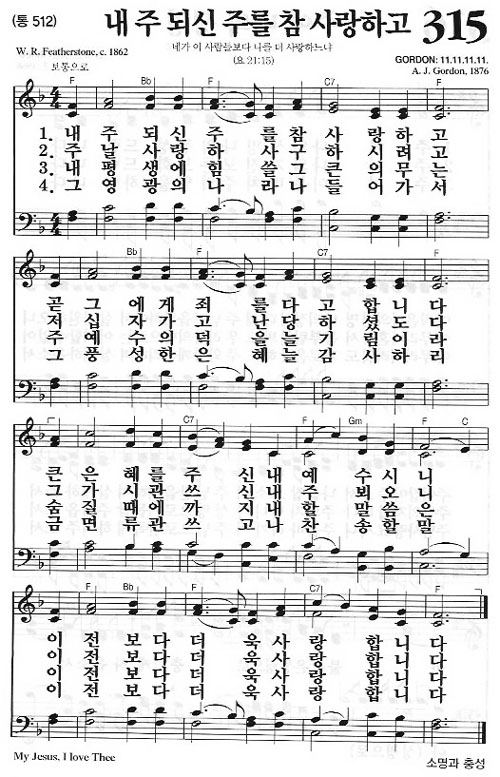 (통 512)
내 주 되신 주를 참 사랑하고 315
W. R. Featherstone, c. 1862
네가 이 사람들보다 나를 더 사랑하느냐
GORDON: 11.11.11.11.
보통으로
(요 21:15)
A. J. Gordon, 1876
F Bb F C7 F
1. 내 주 되 신 주 를 참 사 랑 하 고
2. 주 날 사 랑 하 사 구 하 시 려 고
3. 내 평 생 에 힘 쓸 그 큰 의 무 는
4. 그 영 광 의 나 라 나 들 어 가 서
Bb F C7 F
곧 그 에 게 죄 를 다 고 합 니 다
저 십 자 가 고 난 당 하 셨 도 다
주 예 수 의 덕 을 늘 기 림 이 라
그 풍 성 한 은 혜 늘 감 사 하 리
F C7 F Gm F C
큰 은 혜 를 주 신 내 예 수 시 니
그 가 시 관 쓰 신 내 주 뵈 오 니
숨 질 때 에 까 지 내 할 말 씀 은
금 면 류 관 쓰 고 나 찬 송 할 말
F Bb F C7 F
이 전 보 다 더 욱 사 랑 합 니 다
이 전 보 다 더 욱 사 랑 합 니 다
이 전 보 다 더 욱 사 랑 합 니 다
이 전 보 다 더 욱 사 랑 합 니 다
My Jesus, I love Thee
소명과 충성